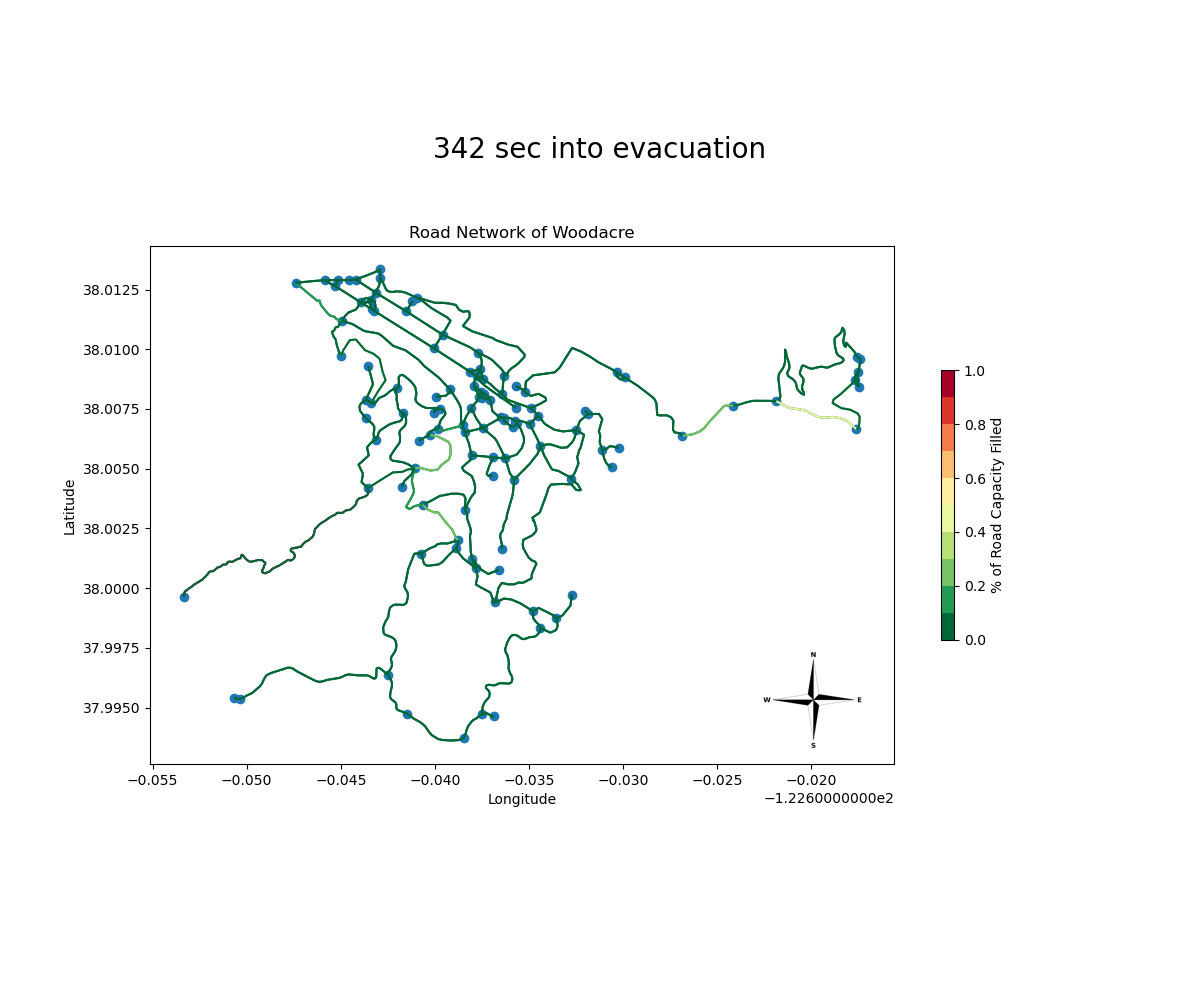 342 sec into evacuation
Road Network of Woodacre
38.0125
38.0100
38.0075
38.0050
38.0025
38.0000
37.9975
37.9950
Latitude
−0.055
−0.050
−0.045
−0.040
−0.035
−0.030
−0.025
−0.020
Longitude
−1.2260000000e2
N
W
E
S
1.0
0.8
0.6
0.4
0.2
0.0
% of Road Capacity Filled